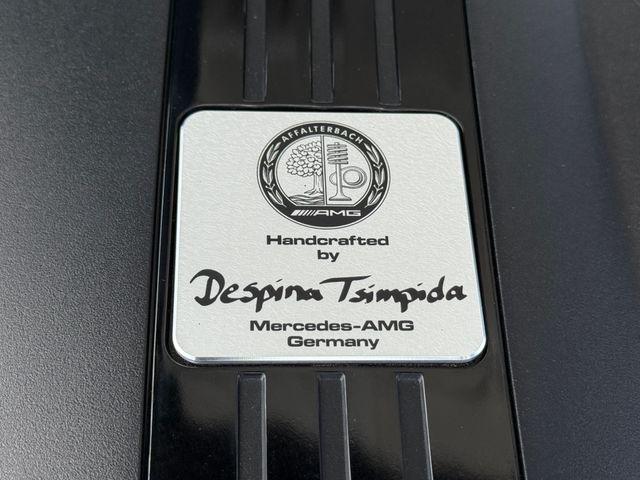 AFFALTERBACH
AMG
Handcrafted
by
Despina Tsimpida
Mercedes-AMG
Germany